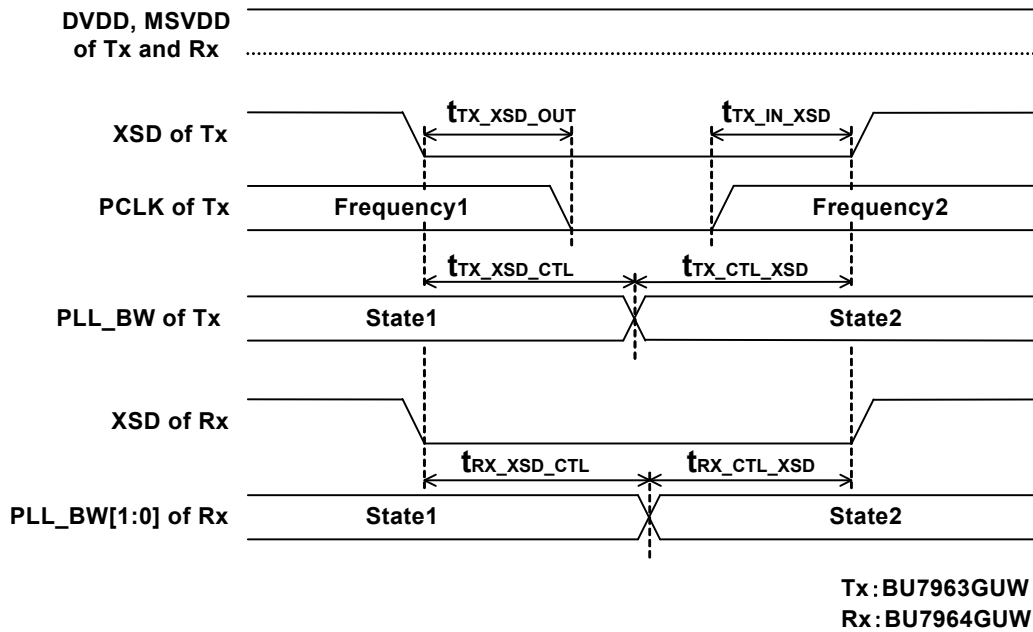 DVDD, MSVDD
of Tx and Rx
tTX_XSD_OUT
tTX_IN_XSD
XSD of Tx
PCLK of Tx
Frequency1
Frequency2
tTX_XSD_CTL
tTX_CTL_XSD
PLL_BW of Tx
State1
State2
XSD of Rx
tRX_XSD_CTL
tRX_CTL_XSD
PLL_BW[1:0] of Rx
State1
State2
Tx:BU7963GUW
Rx:BU7964GUW